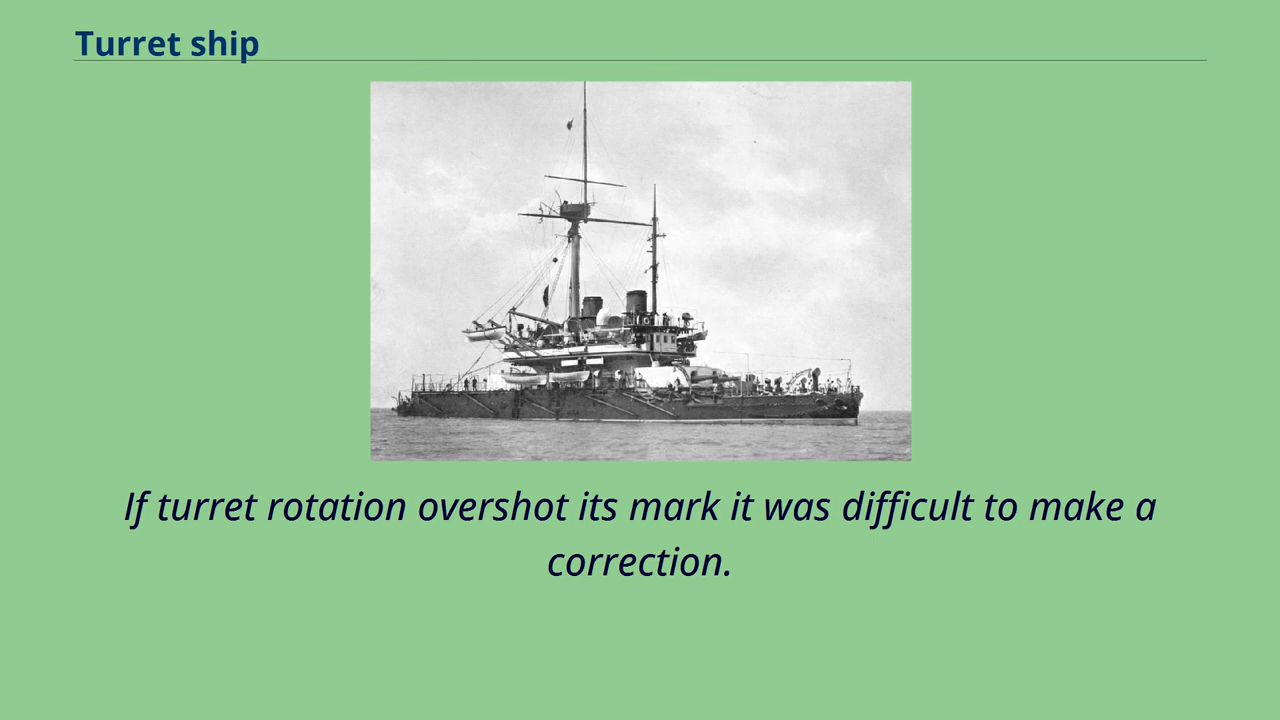 Turret ship
If turret rotation overshot its mark it was difficult to make a
correction.